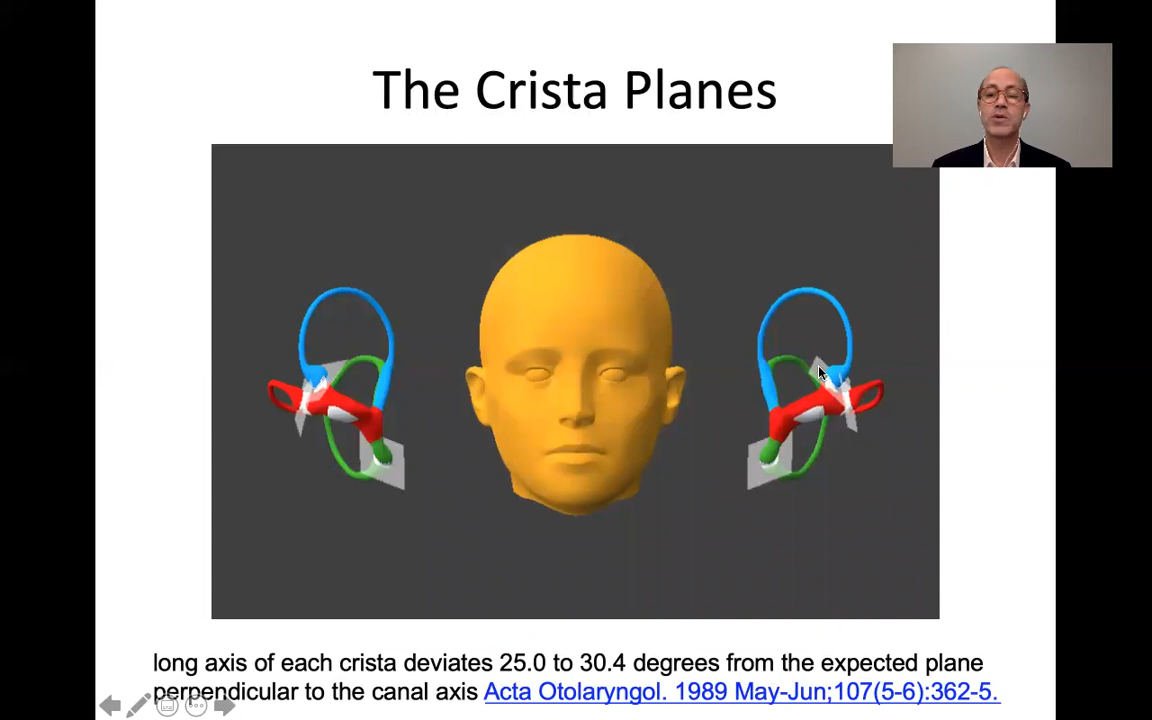 The Crista Planes
long axis of each crista deviates 25.0 to 30.4 degrees from the expected plane
perpendicular to the canal axis Acta Otolaryngol. 1989 May-Jun;107(5-6):362-5.